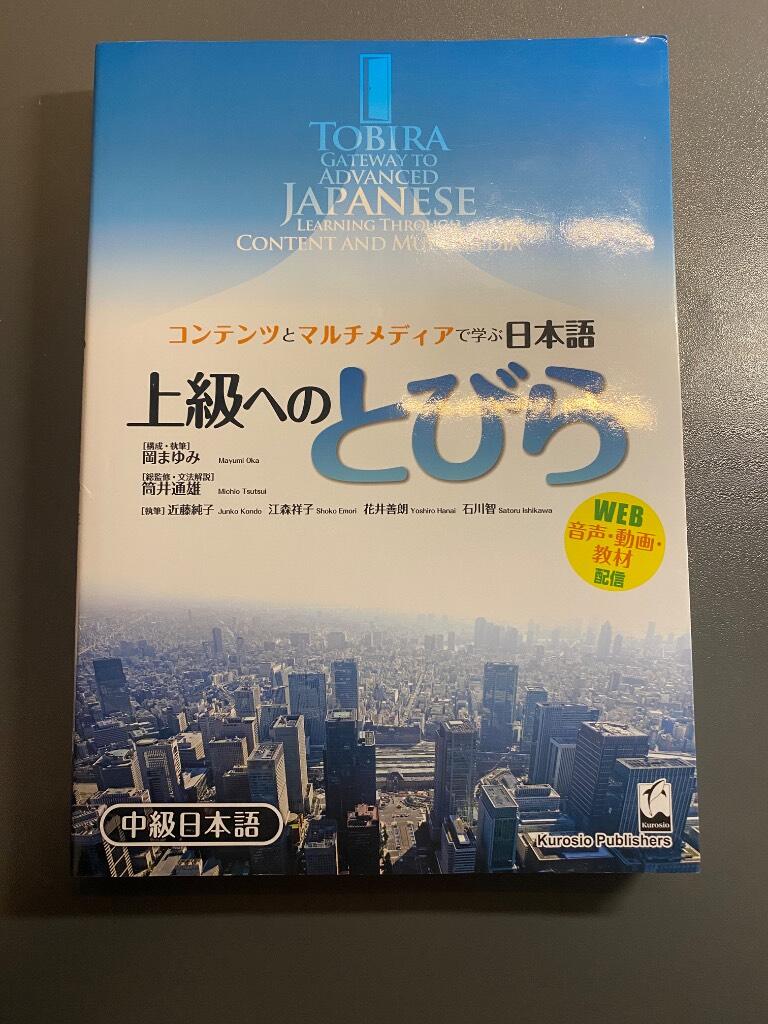 TOBIRA
GATEWAY TO
ADVANCED
JAPANESE
LEARNING THROUGH
CONTENT AND MULTIMEDIA
コンテンツとマルチメディアで学ぶ日本語
上級へのとびら
[構成・執筆]
岡まゆみ Mayumi Oka
[総監修・文法解説]
筒井通雄 Michio Tsutsui
[執筆] 近藤純子 Junko Kondo 江森祥子 Shoko Emori 花井善朗 Yoshiro Hanai 石川智 Satoru Ishikawa
WEB
音声・動画・
教材
配信
中級日本語
Kurosio
Kurosio Publishers